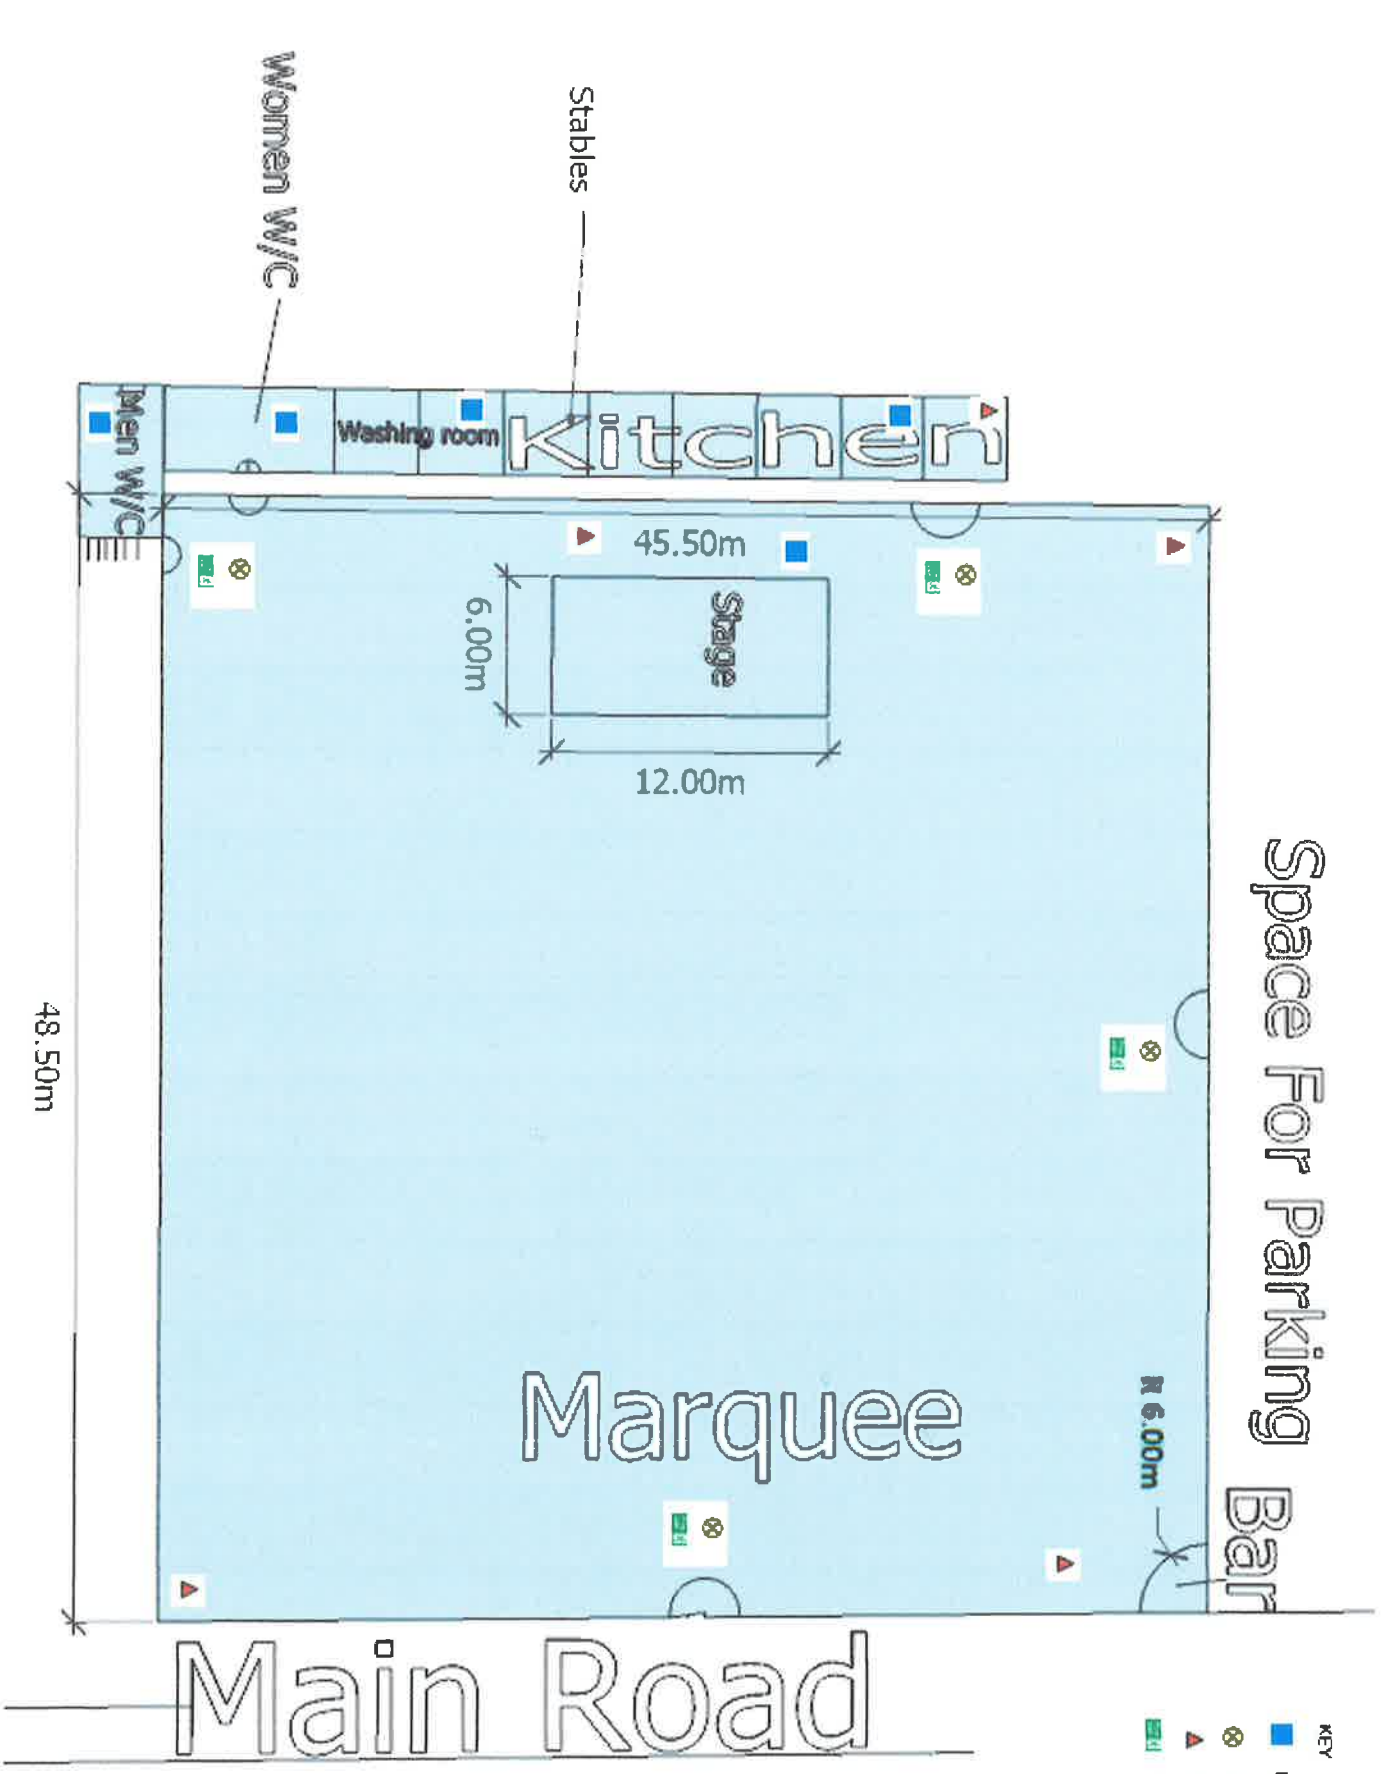 Women W/C
Stables
Men W/C
Washing room
Kitchen
45.50m
Stage
6.00m
12.00m
Space For Parking
48.50m
Marquee
R 6.00m
Bar
Main Road
KEY